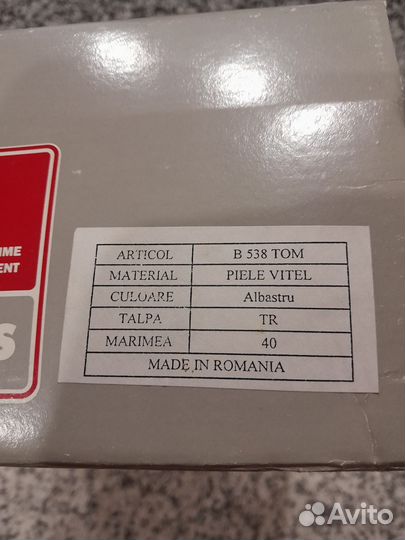 IME
ENT
S
ARTICOL B 538 TOM
MATERIAL PIELE VITEL
CULOARE Albastru
TALPA TR
MARIMEA 40
MADE IN ROMANIA
Avito